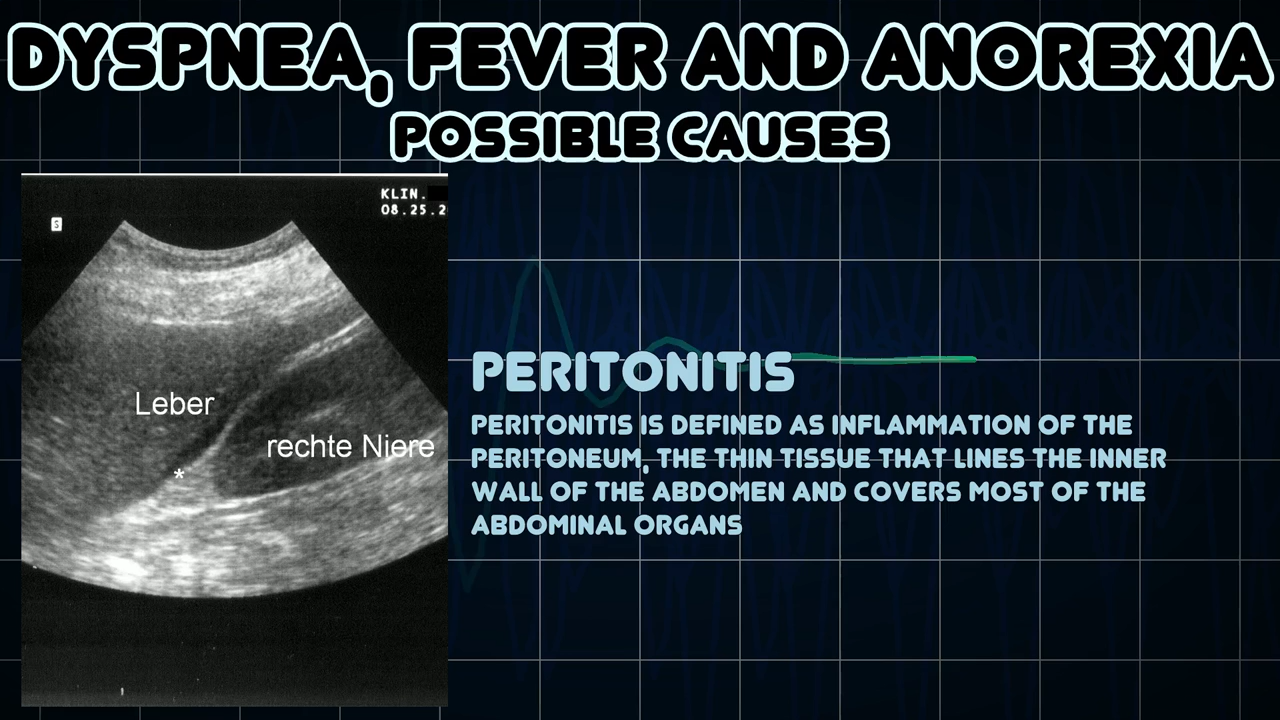 DYSPNEA, FEVER AND ANOREXIA
POSSIBLE CAUSES
KLIN.
08.25.2
S
Leber
rechte Niere
*
PERITONITIS
PERITONITIS IS DEFINED AS INFLAMMATION OF THE
PERITONEUM, THE THIN TISSUE THAT LINES THE INNER
WALL OF THE ABDOMEN AND COVERS MOST OF THE
ABDOMINAL ORGANS